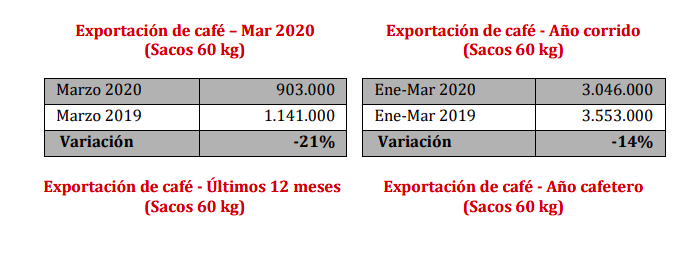 Exportación de café – Mar 2020
(Sacos 60 kg)
Marzo 2020 903.000
Marzo 2019 1.141.000
Variación -21%
Exportación de café - Año corrido
(Sacos 60 kg)
Ene-Mar 2020 3.046.000
Ene-Mar 2019 3.553.000
Variación -14%
Exportación de café - Últimos 12 meses
(Sacos 60 kg)
Exportación de café - Año cafetero
(Sacos 60 kg)